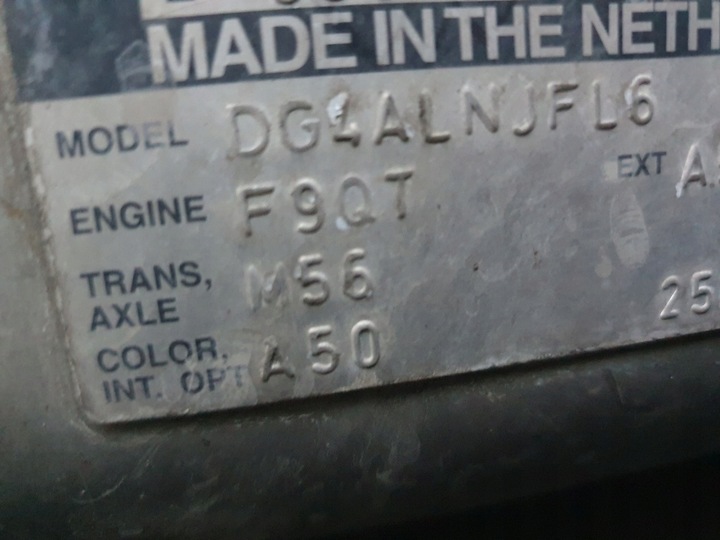 MADE IN THE NETH
MODEL DG4ALNJFL6
ENGINE F9QT EXT A
TRANS, AXLE M56
COLOR, INT. OPT A50 25